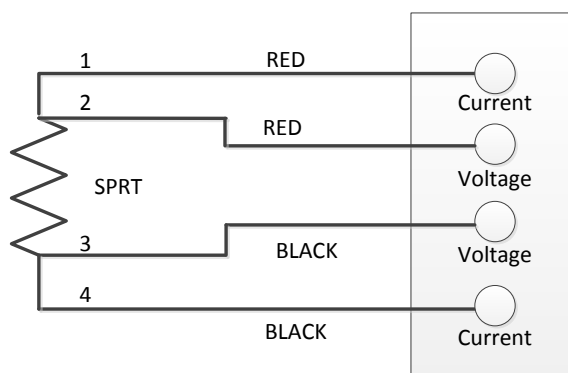 1 RED
Current
2 RED
Voltage
SPRT
3 BLACK
Voltage
4 BLACK
Current